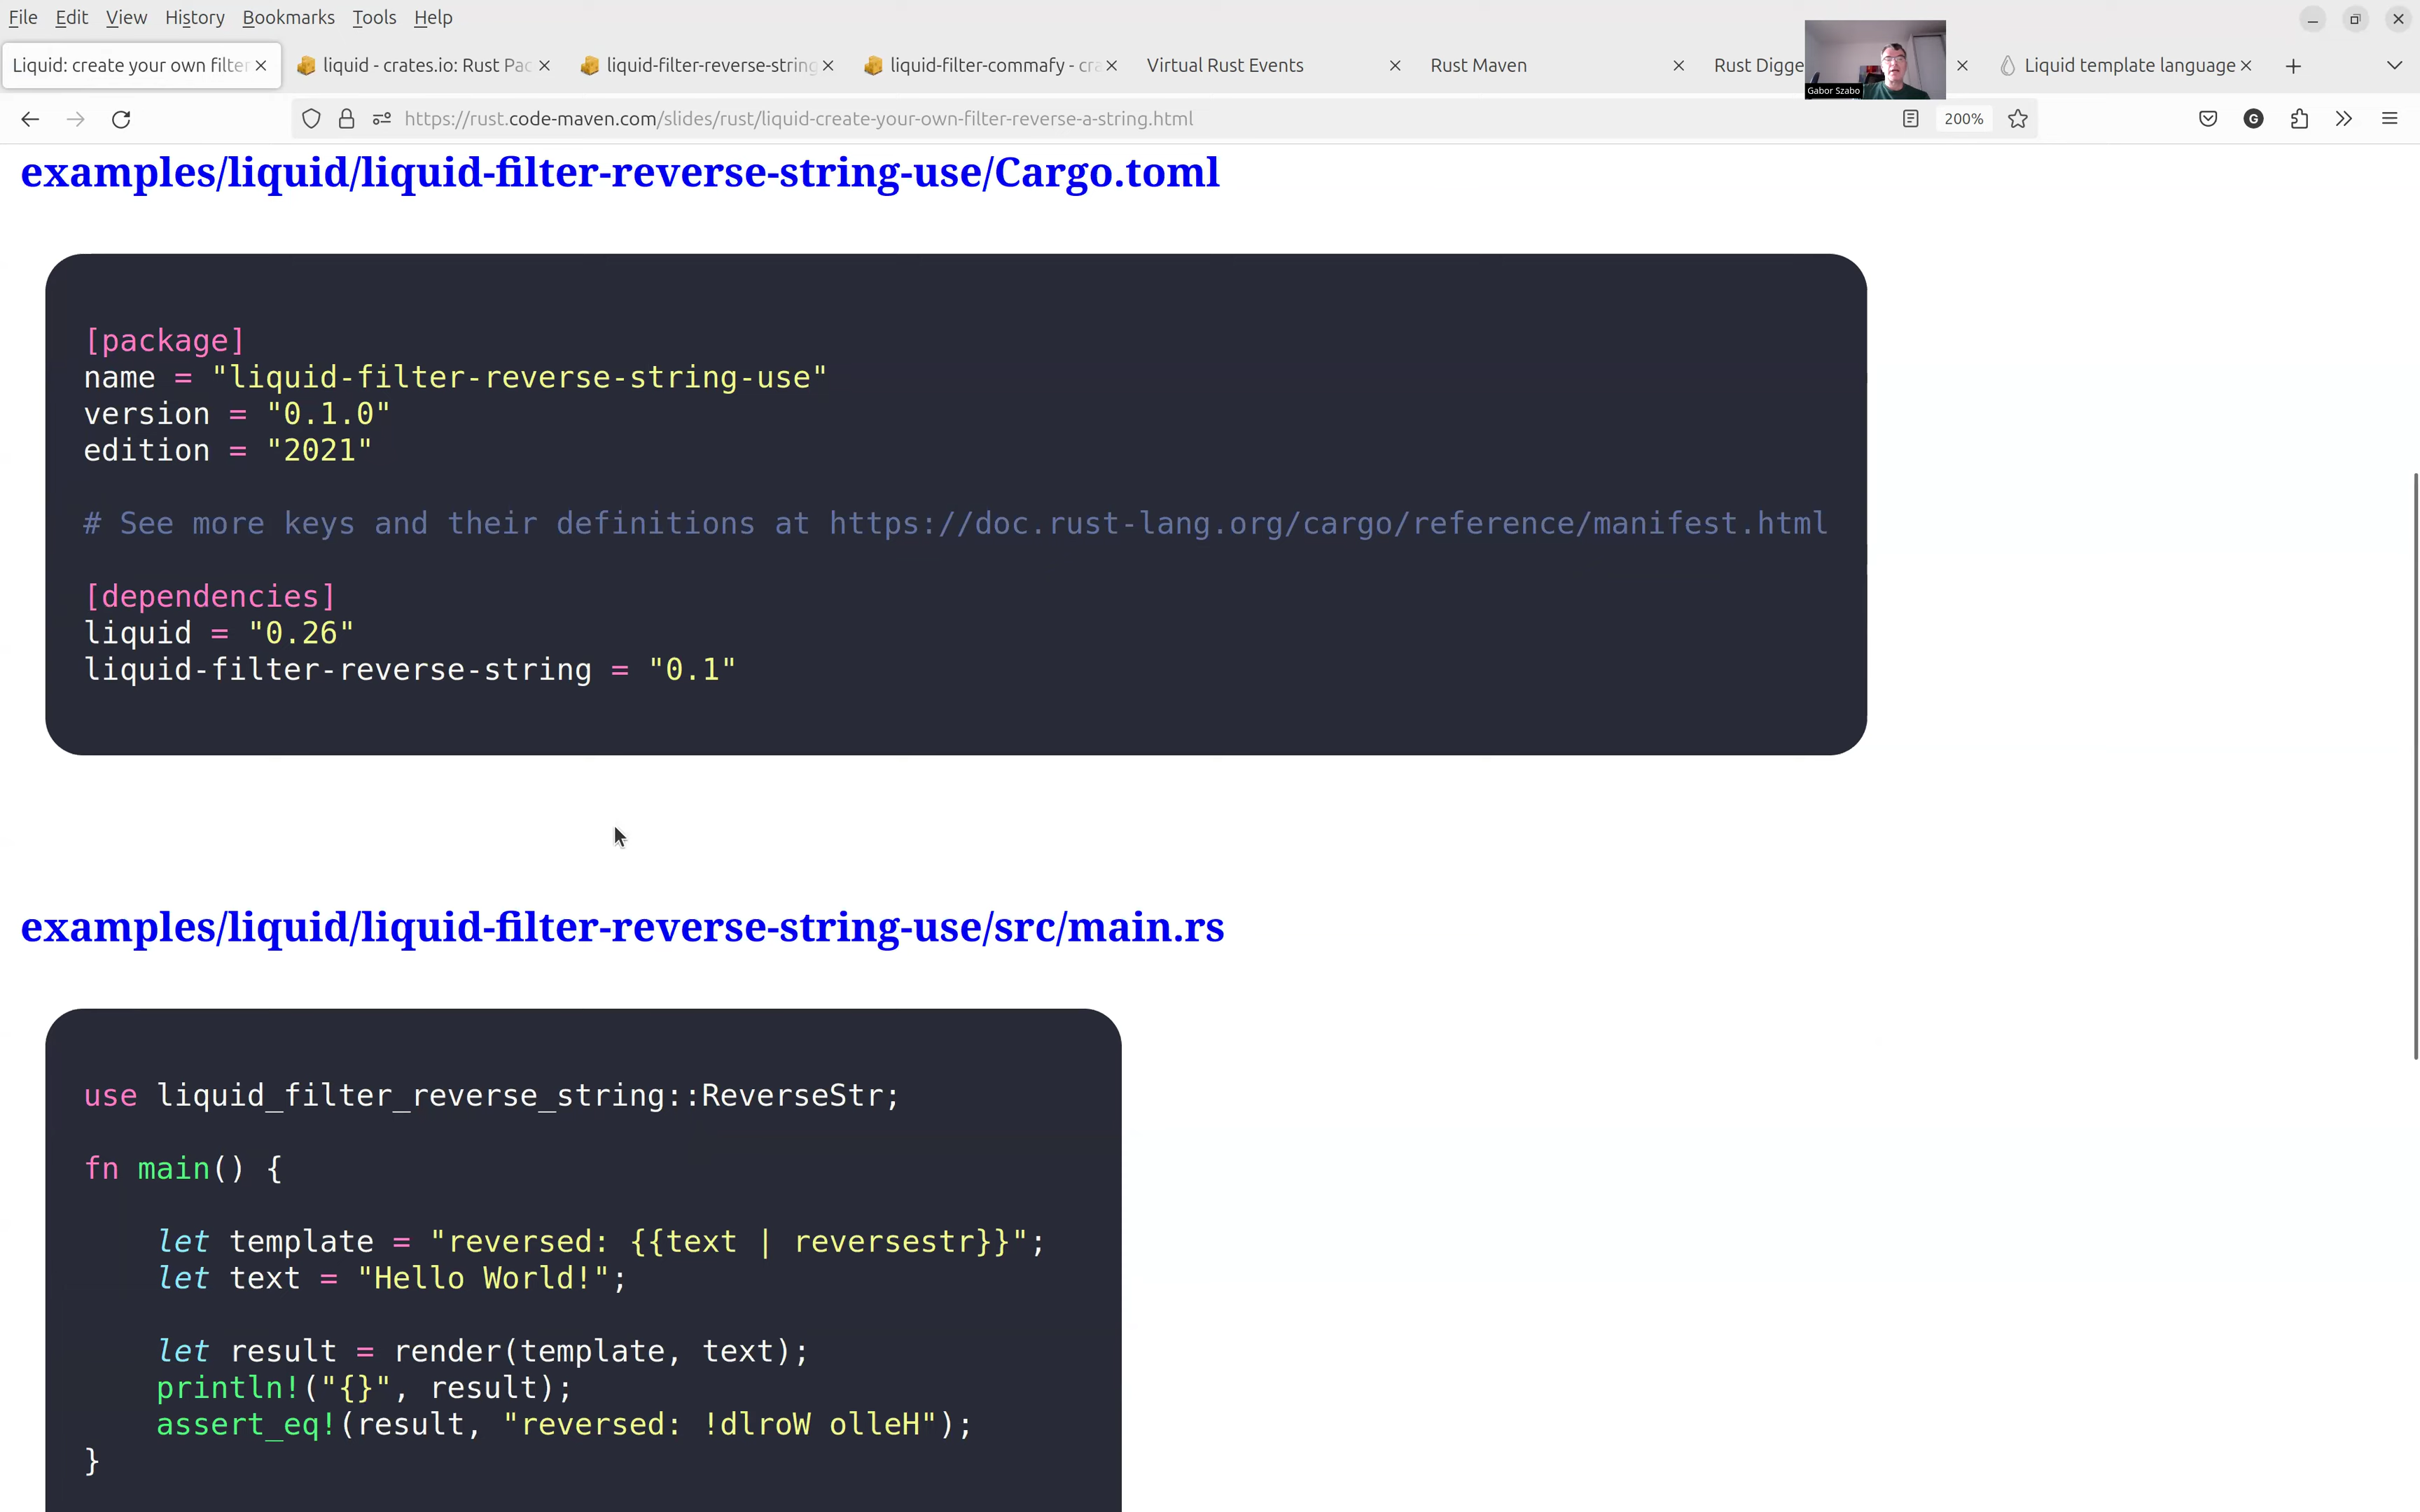 File Edit View History Bookmarks Tools Help
Liquid: create your own filter liquid - crates.io: Rust Pac liquid-filter-reverse-string liquid-filter-commafy - cra Virtual Rust Events Rust Maven Rust Digge Liquid template language
Gabor Szabo
https://rust.code-maven.com/slides/rust/liquid-create-your-own-filter-reverse-a-string.html 200% G
examples/liquid/liquid-filter-reverse-string-use/Cargo.toml
[package]
name = "liquid-filter-reverse-string-use"
version = "0.1.0"
edition = "2021"
# See more keys and their definitions at https://doc.rust-lang.org/cargo/reference/manifest.html
[dependencies]
liquid = "0.26"
liquid-filter-reverse-string = "0.1"
examples/liquid/liquid-filter-reverse-string-use/src/main.rs
use liquid_filter_reverse_string::ReverseStr;
fn main() {
let template = "reversed: {{text | reversestr}}";
let text = "Hello World!";
let result = render(template, text);
println!("{}", result);
assert_eq!(result, "reversed: !dlroW olleH");
}